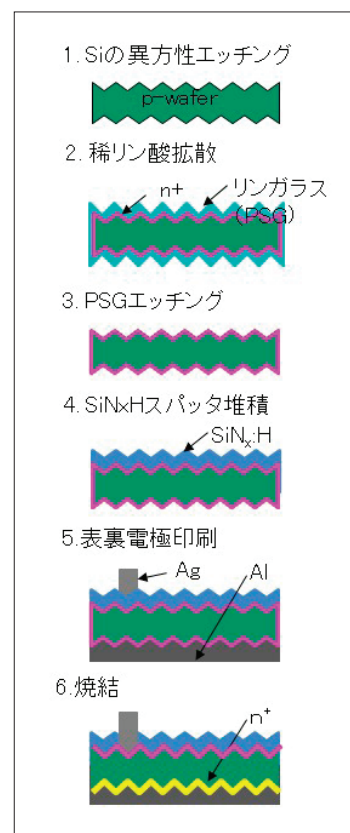 1. Siの異方性エッチング
p-wafer
2. 稀リン酸拡散
n+
リンガラス
(PSG)
3. PSGエッチング
4. SiNxHスパッタ堆積
SiNx:H
5.表裏電極印刷
Ag
Al
6.焼結
n+